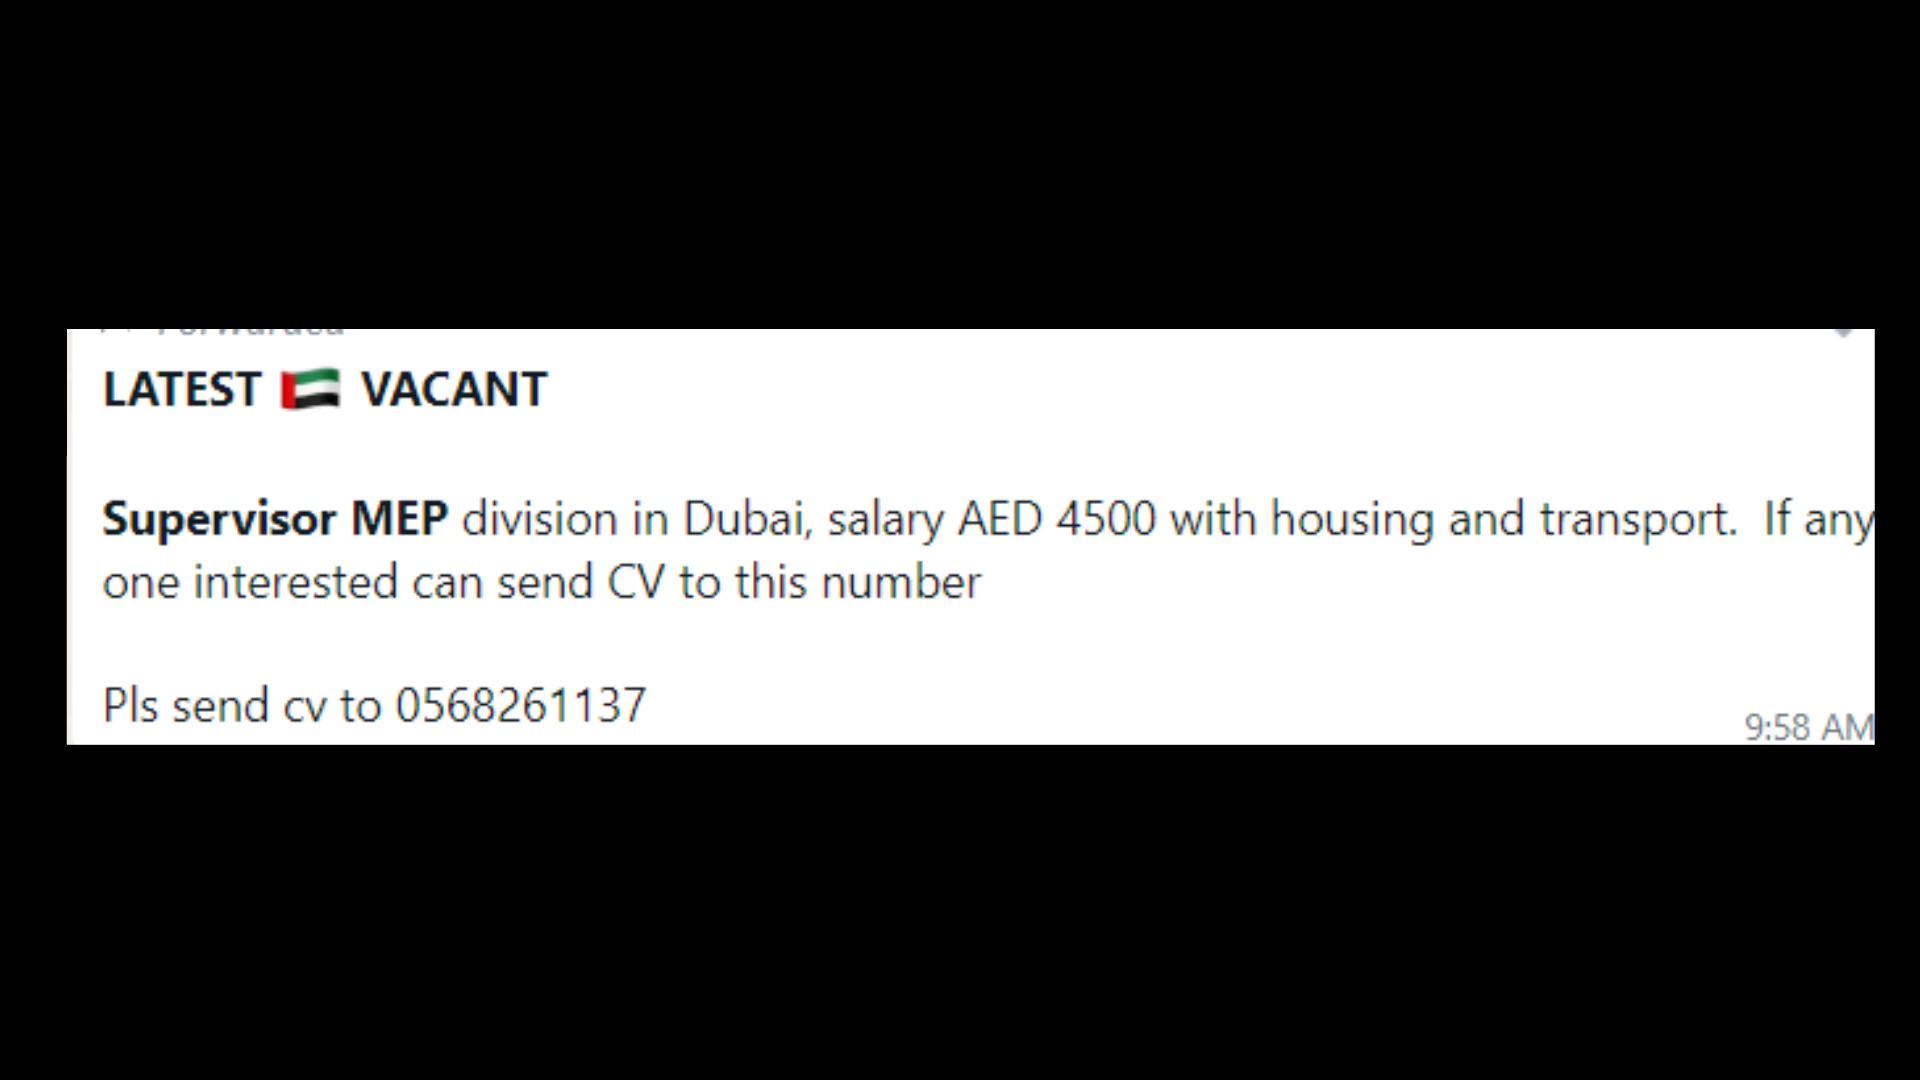 Forwarded
LATEST 🇦🇪 VACANT
Supervisor MEP division in Dubai, salary AED 4500 with housing and transport.  If any
one interested can send CV to this number
Pls send cv to 0568261137
9:58 AM